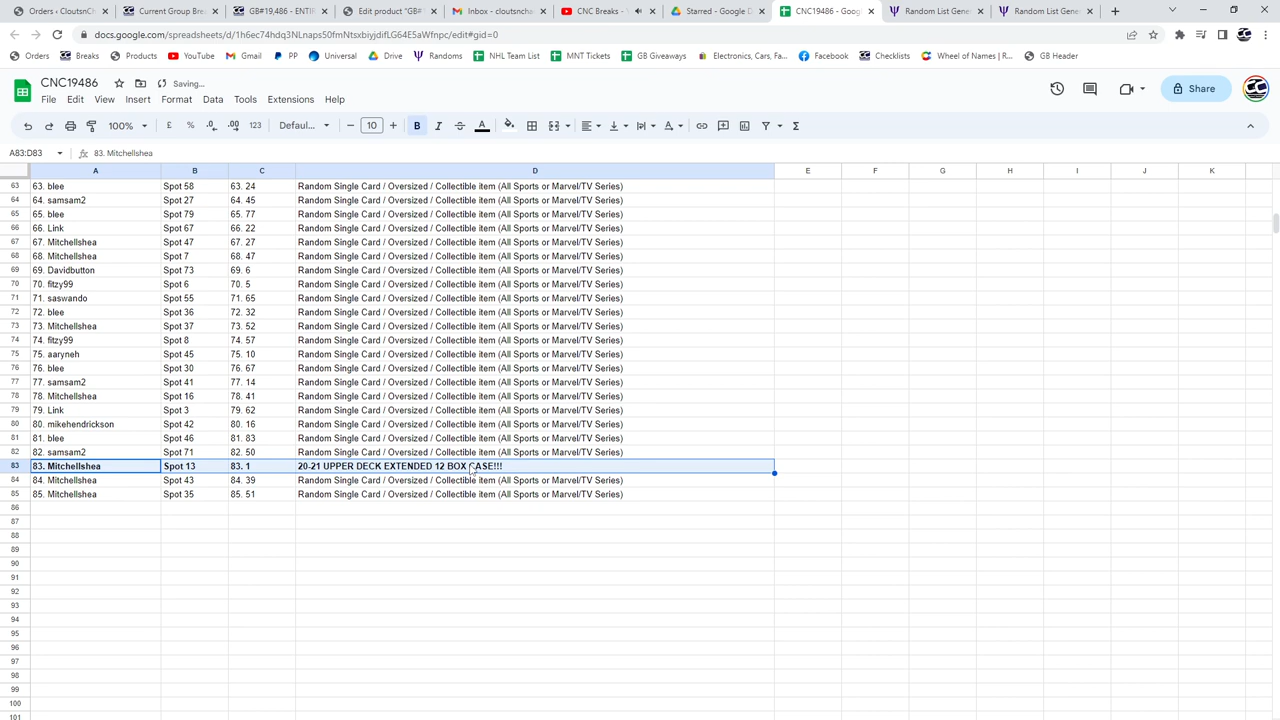 Orders ‹ CloutsnCh
Current Group Brea
GB#19,486 - ENTIR
Edit product "GB#
Inbox - cloutsncha
CNC Breaks - Y
Starred - Google D
CNC19486 - Goog
Random List Gene
Random List Gene
docs.google.com/spreadsheets/d/1h6ec74hdq3NLnaps50fmNtsxbiyjdifLG64E5aWfnpc/edit#gid=0
Orders Breaks Products YouTube Gmail PP Universal Drive Randoms NHL Team List MNT Tickets GB Giveaways Electronics, Cars, Fa... Facebook Checklists Wheel of Names | R... GB Header
CNC19486 Saving...
File Edit View Insert Format Data Tools Extensions Help
Share
100% £ % .0 .00 123 Defaul... 10 B I S A
A83:D83 83. Mitchellshea
A B C D E F G H I J K
63 63. blee Spot 58 63. 24 Random Single Card / Oversized / Collectible item (All Sports or Marvel/TV Series)
64 64. samsam2 Spot 27 64. 45 Random Single Card / Oversized / Collectible item (All Sports or Marvel/TV Series)
65 65. blee Spot 79 65. 77 Random Single Card / Oversized / Collectible item (All Sports or Marvel/TV Series)
66 66. Link Spot 67 66. 22 Random Single Card / Oversized / Collectible item (All Sports or Marvel/TV Series)
67 67. Mitchellshea Spot 47 67. 27 Random Single Card / Oversized / Collectible item (All Sports or Marvel/TV Series)
68 68. Mitchellshea Spot 7 68. 47 Random Single Card / Oversized / Collectible item (All Sports or Marvel/TV Series)
69 69. Davidbutton Spot 73 69. 6 Random Single Card / Oversized / Collectible item (All Sports or Marvel/TV Series)
70 70. fitzy99 Spot 6 70. 5 Random Single Card / Oversized / Collectible item (All Sports or Marvel/TV Series)
71 71. saswando Spot 55 71. 65 Random Single Card / Oversized / Collectible item (All Sports or Marvel/TV Series)
72 72. blee Spot 36 72. 32 Random Single Card / Oversized / Collectible item (All Sports or Marvel/TV Series)
73 73. Mitchellshea Spot 37 73. 52 Random Single Card / Oversized / Collectible item (All Sports or Marvel/TV Series)
74 74. fitzy99 Spot 8 74. 57 Random Single Card / Oversized / Collectible item (All Sports or Marvel/TV Series)
75 75. aaryneh Spot 45 75. 10 Random Single Card / Oversized / Collectible item (All Sports or Marvel/TV Series)
76 76. blee Spot 30 76. 67 Random Single Card / Oversized / Collectible item (All Sports or Marvel/TV Series)
77 77. samsam2 Spot 41 77. 14 Random Single Card / Oversized / Collectible item (All Sports or Marvel/TV Series)
78 78. Mitchellshea Spot 16 78. 41 Random Single Card / Oversized / Collectible item (All Sports or Marvel/TV Series)
79 79. Link Spot 3 79. 62 Random Single Card / Oversized / Collectible item (All Sports or Marvel/TV Series)
80 80. mikehendrickson Spot 42 80. 16 Random Single Card / Oversized / Collectible item (All Sports or Marvel/TV Series)
81 81. blee Spot 46 81. 83 Random Single Card / Oversized / Collectible item (All Sports or Marvel/TV Series)
82 82. samsam2 Spot 71 82. 50 Random Single Card / Oversized / Collectible item (All Sports or Marvel/TV Series)
83 83. Mitchellshea Spot 13 83. 1 20-21 UPPER DECK EXTENDED 12 BOX CASE!!!
84 84. Mitchellshea Spot 43 84. 39 Random Single Card / Oversized / Collectible item (All Sports or Marvel/TV Series)
85 85. Mitchellshea Spot 35 85. 51 Random Single Card / Oversized / Collectible item (All Sports or Marvel/TV Series)
86
87
88
89
90
91
92
93
94
95
96
97
98
99
100
101